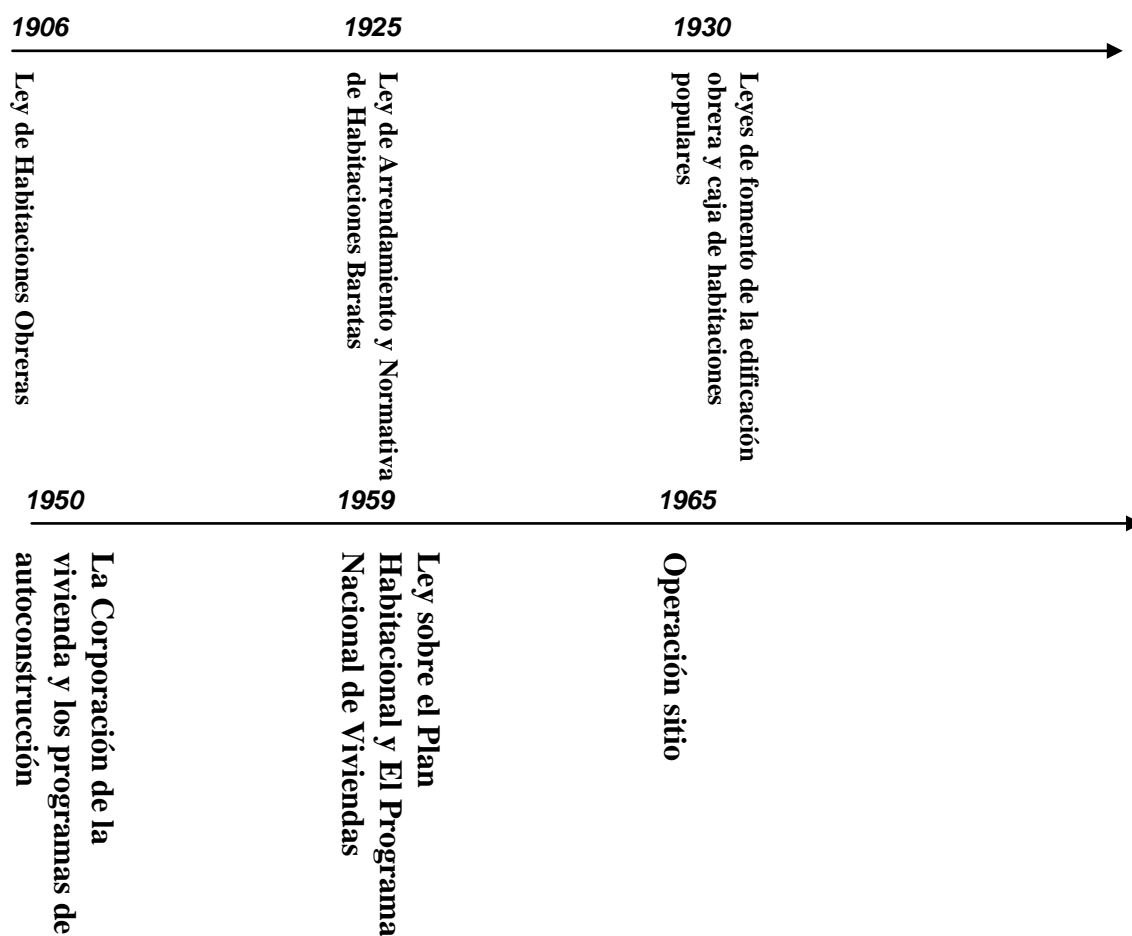 1906
1925
1930
Ley de Habitaciones Obreras
Ley de Arrendamiento y Normativa
de Habitaciones Baratas
Leyes de fomento de la edificación
obrera y caja de habitaciones
populares
1950
1959
1965
La Corporación de la
vivienda y los programas de
autoconstrucción
Ley sobre el Plan
Habitacional y El Programa
Nacional de Viviendas
Operación sitio